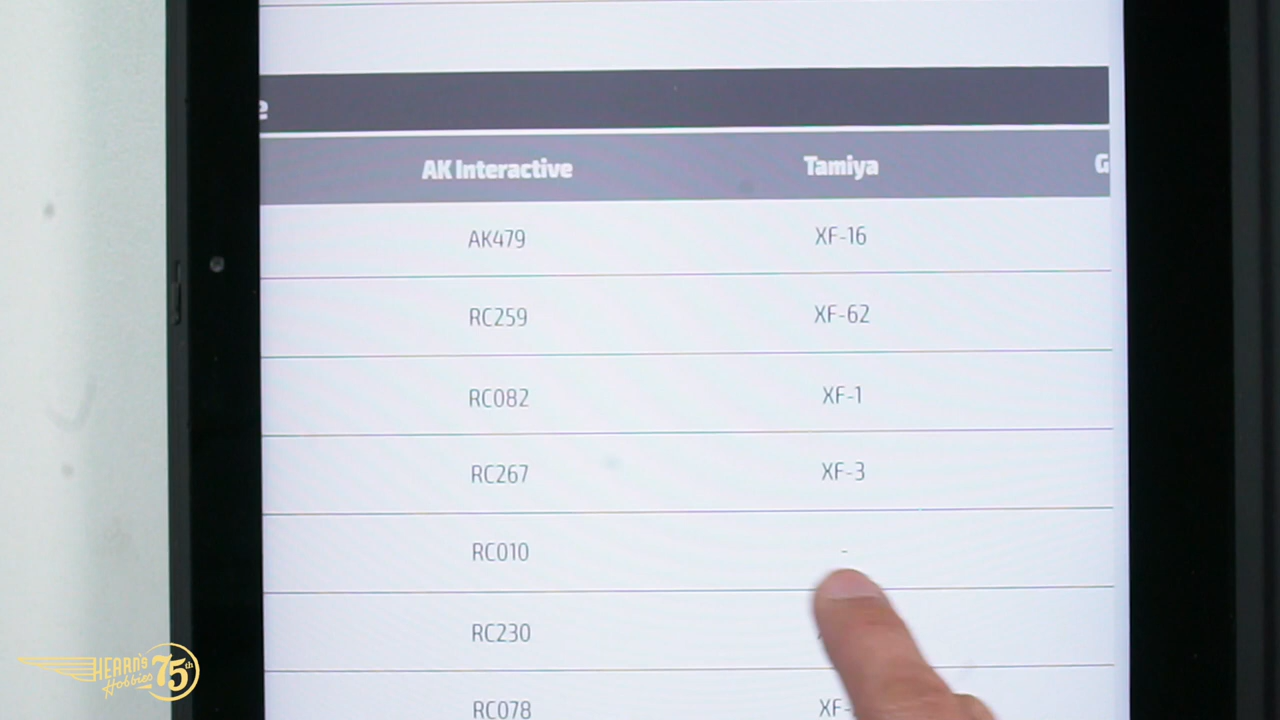 e
AK Interactive Tamiya G
AK479 XF-16
RC259 XF-62
RC082 XF-1
RC267 XF-3
RC010 -
RC230
RC078 XF-
HEARN'S
Hobbies 75th